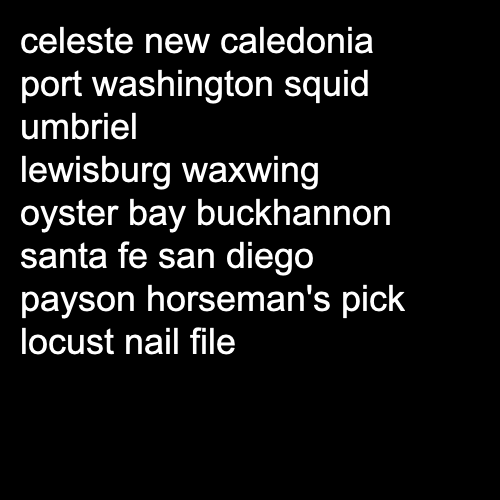 celeste new caledonia
port washington squid
umbriel
lewisburg waxwing
oyster bay buckhannon
santa fe san diego
payson horseman's pick
locust nail file